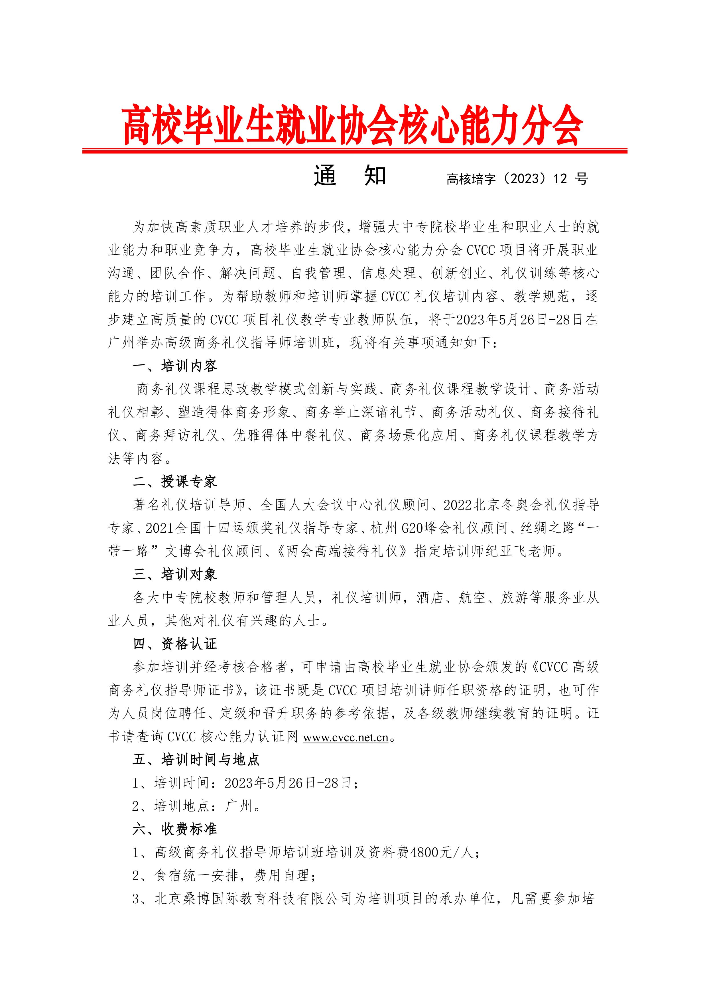 高校毕业生就业协会核心能力分会
通 知 高核培字（2023）12 号
为加快高素质职业人才培养的步伐，增强大中专院校毕业生和职业人士的就
业能力和职业竞争力，高校毕业生就业协会核心能力分会 CVCC 项目将开展职业
沟通、团队合作、解决问题、自我管理、信息处理、创新创业、礼仪训练等核心
能力的培训工作。为帮助教师和培训师掌握 CVCC 礼仪培训内容、教学规范，逐
步建立高质量的 CVCC 项目礼仪教学专业教师队伍，将于2023年5月26日-28日在
广州举办高级商务礼仪指导师培训班，现将有关事项通知如下：
一、培训内容
商务礼仪课程思政教学模式创新与实践、商务礼仪课程教学设计、商务活动
礼仪相彰、塑造得体商务形象、商务举止深谙礼节、商务活动礼仪、商务接待礼
仪、商务拜访礼仪、优雅得体中餐礼仪、商务场景化应用、商务礼仪课程教学方
法等内容。
二、授课专家
著名礼仪培训导师、全国人大会议中心礼仪顾问、2022北京冬奥会礼仪指导
专家、2021全国十四运颁奖礼仪指导专家、杭州 G20峰会礼仪顾问、丝绸之路“一
带一路”文博会礼仪顾问、《两会高端接待礼仪》指定培训师纪亚飞老师。
三、培训对象
各大中专院校教师和管理人员，礼仪培训师，酒店、航空、旅游等服务业从
业人员，其他对礼仪有兴趣的人士。
四、资格认证
参加培训并经考核合格者，可申请由高校毕业生就业协会颁发的《CVCC 高级
商务礼仪指导师证书》，该证书既是 CVCC 项目培训讲师任职资格的证明，也可作
为人员岗位聘任、定级和晋升职务的参考依据，及各级教师继续教育的证明。证
书请查询 CVCC 核心能力认证网 www.cvcc.net.cn。
五、培训时间与地点
1、培训时间：2023年5月26日-28日；
2、培训地点：广州。
六、收费标准
1、高级商务礼仪指导师培训班培训及资料费4800元/人；
2、食宿统一安排，费用自理；
3、北京桑博国际教育科技有限公司为培训项目的承办单位，凡需要参加培